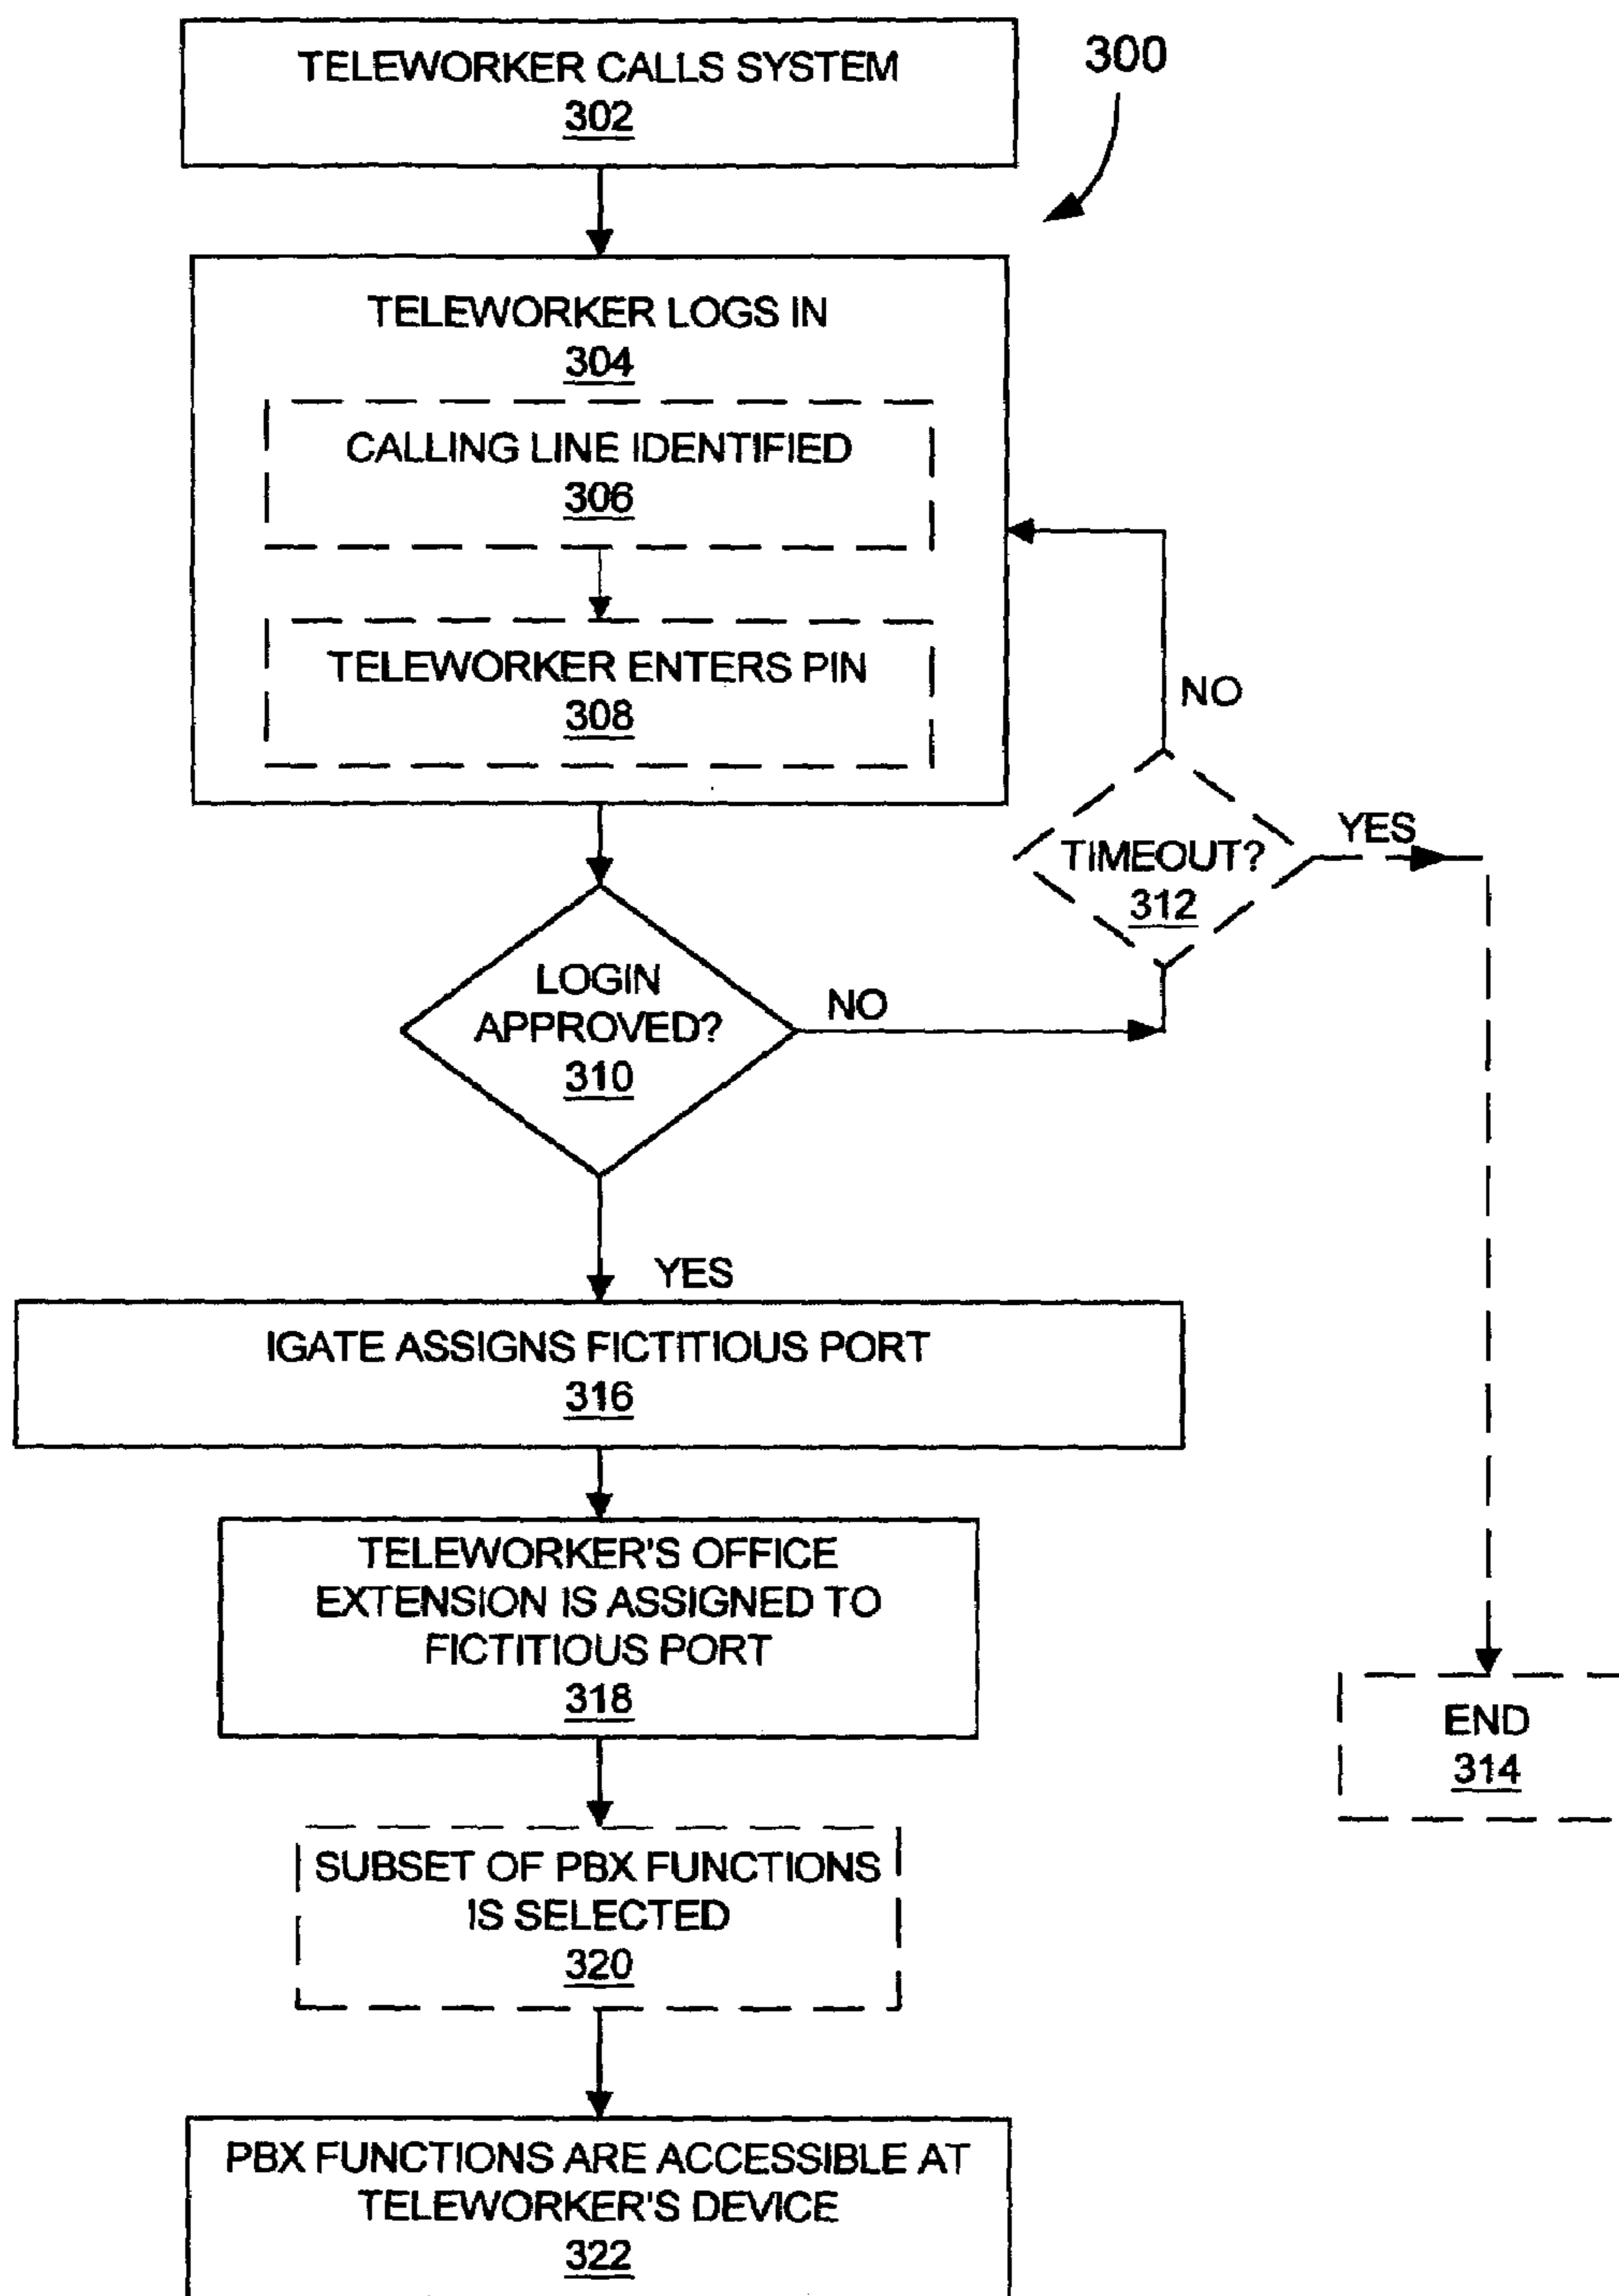 TELEWORKER CALLS SYSTEM
302
300
TELEWORKER LOGS IN
304
CALLING LINE IDENTIFIED
306
TELEWORKER ENTERS PIN
308
NO
TIMEOUT?
312
YES
LOGIN
APPROVED?
310
NO
YES
IGATE ASSIGNS FICTITIOUS PORT
316
TELEWORKER'S OFFICE
EXTENSION IS ASSIGNED TO
FICTITIOUS PORT
318
END
314
SUBSET OF PBX FUNCTIONS
IS SELECTED
320
PBX FUNCTIONS ARE ACCESSIBLE AT
TELEWORKER'S DEVICE
322